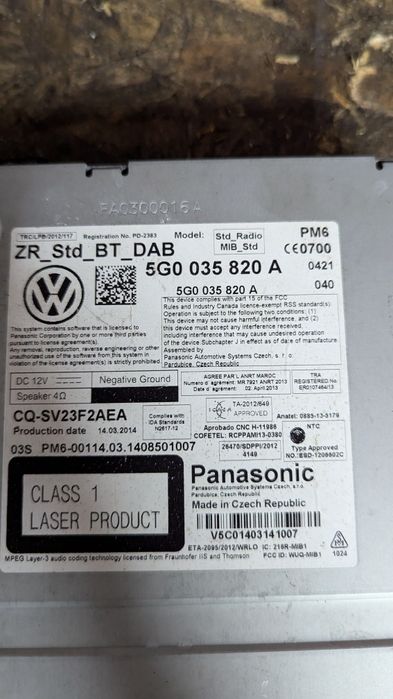 PA0300016A
TRC/LPB/2012/117 Registration No. PD-2383 Model: Std_Radio PM6
MIB_Std
ZR_Std_BT_DAB CE0700
5G0 035 820 A 0421
5G0 035 820 A 040
This device complies with part 15 of the FCC
Rules and Industry Canada licence-exempt RSS standard(s)
Operation is subject to the following two conditions: (1)
This device may not cause harmful interference, and (2)
this device must accept any interference received,
including interference that may cause undesired operation
of the device Subchapter J in effect as of date of manufacture
Assembled by
Panasonic Automotive Systems Czech, s.r.o.
Pardubice, Czech Republic
This system contains software that is licensed to
Panasonic Corporation by one or more third parties
pursuant to license agreement(s).
Any removal, reproduction, reverse engineering or other
unauthorized use of the software from this system in
violation of the license agreement(s) is strictly prohibited
DC 12V Negative Ground
Speaker 4Ω
AGREE PAR L'ANRT MAROC
Numero d'agrément: MR 7921 ANRT 2013
Date d'agrément: 02. April 2013
TRA
REGISTERED No:
ER0107464/13
CQ-SV23F2AEA
Complies with
IDA Standards
N2617-12
TA-2012/649
APPROVED
Anatel: 0885-13-5179
Production date 14.03.2014
Aprobado CNC H-11986
COFETEL: RCPPAMI13-0380
NTC
03S PM6-00114.03.1408501007
26470/SDPPI/2012
4149
Type Approved
CLASS 1
LASER PRODUCT
Panasonic
Panasonic Automotive Systems Czech, s.r.o.
Pardubice, Czech Republic
Made in Czech Republic
V5C01403141007
ETA-2095/2012/WRLO IC: 216R-MIB1 1024
MPEG Layer-3 audio coding technology licensed from Fraunhofer IIS and Thomson FCC ID: WUQ-MIB1